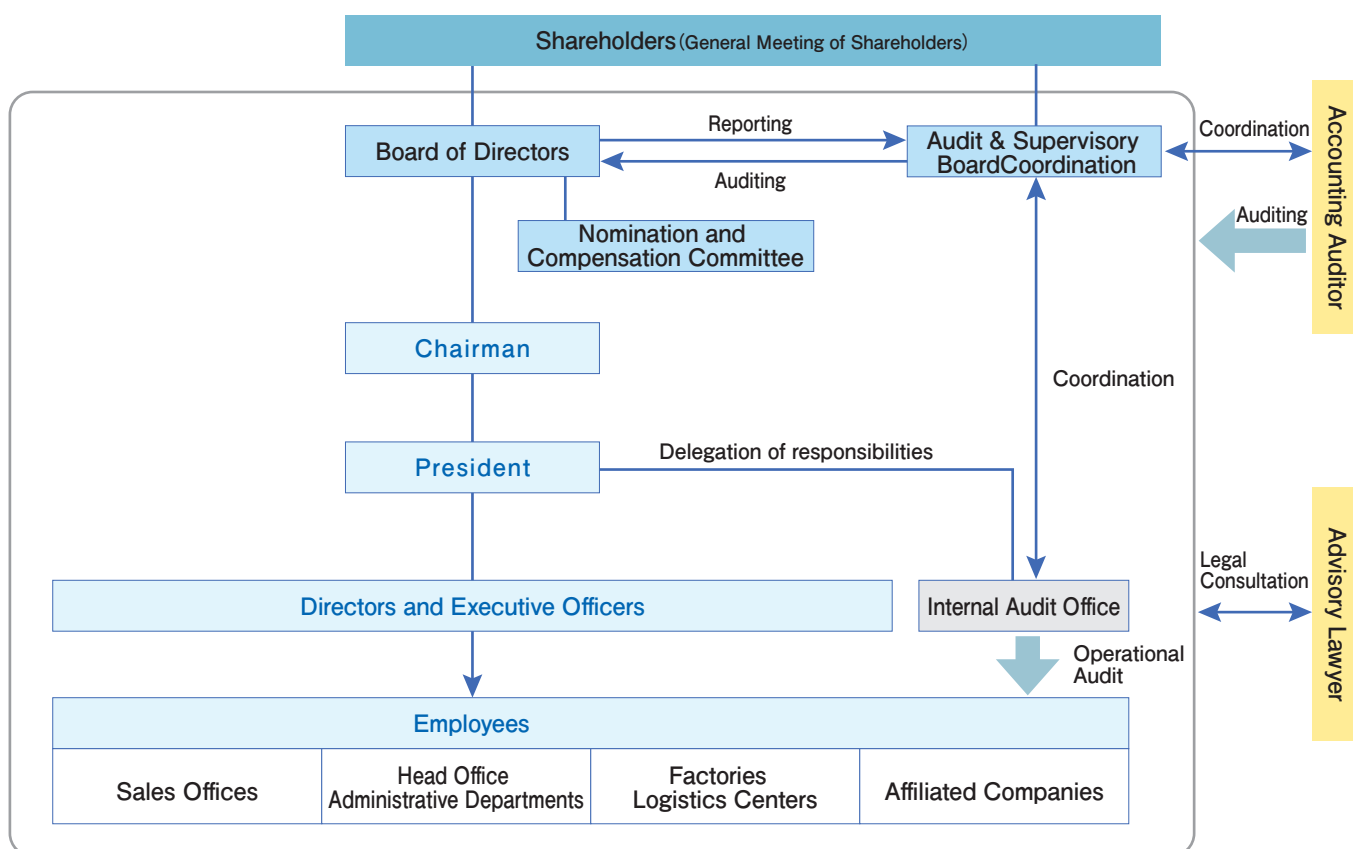 Shareholders (General Meeting of Shareholders)
Board of Directors
Reporting
Auditing
Audit & Supervisory
BoardCoordination
Coordination
Accounting Auditor
Auditing
Nomination and
Compensation Committee
Chairman
Coordination
President
Delegation of responsibilities
Directors and Executive Officers
Internal Audit Office
Legal
Consultation
Advisory Lawyer
Operational
Audit
Employees
Sales Offices
Head Office
Administrative Departments
Factories
Logistics Centers
Affiliated Companies